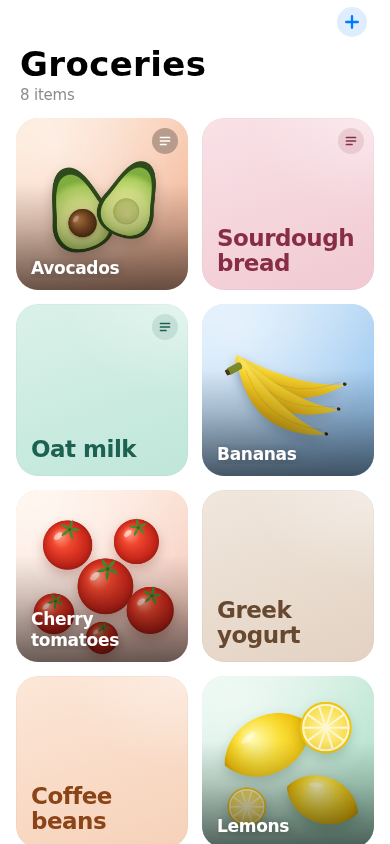 Groceries
8 items
Avocados
Sourdough
bread
Oat milk
Bananas
Cherry
tomatoes
Greek
yogurt
Coffee
beans
Lemons